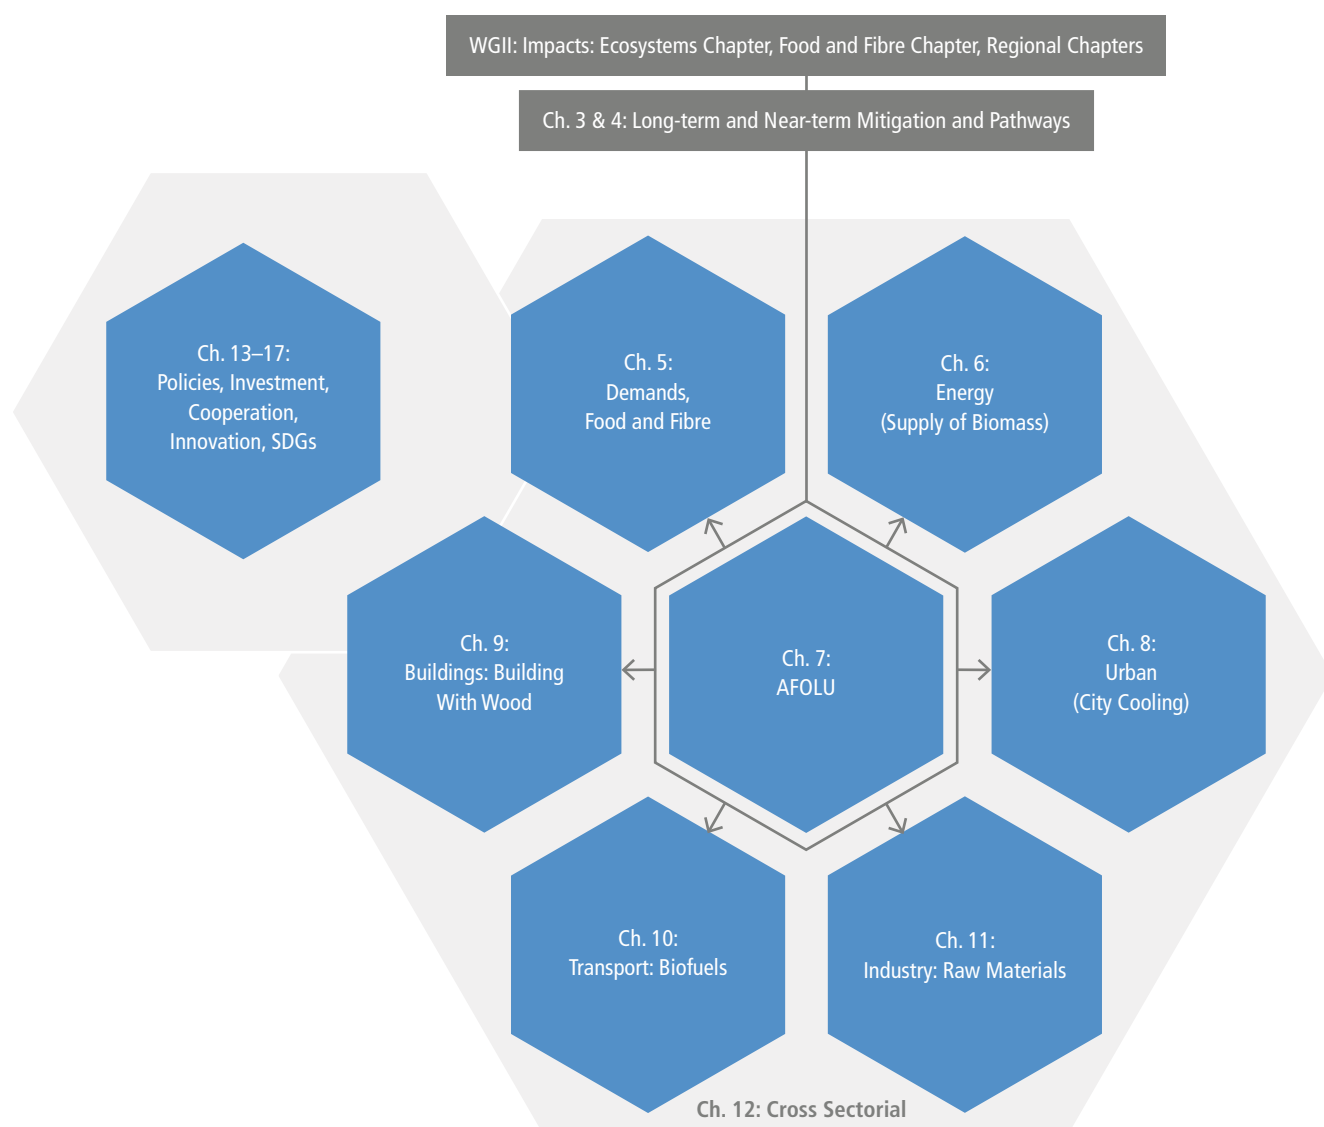 WGII: Impacts: Ecosystems Chapter, Food and Fibre Chapter, Regional Chapters
Ch. 3 & 4: Long-term and Near-term Mitigation and Pathways
Ch. 13–17:
Policies, Investment,
Cooperation,
Innovation, SDGs
Ch. 5:
Demands,
Food and Fibre
Ch. 6:
Energy
(Supply of Biomass)
Ch. 9:
Buildings: Building
With Wood
Ch. 7:
AFOLU
Ch. 8:
Urban
(City Cooling)
Ch. 10:
Transport: Biofuels
Ch. 11:
Industry: Raw Materials
Ch. 12: Cross Sectorial